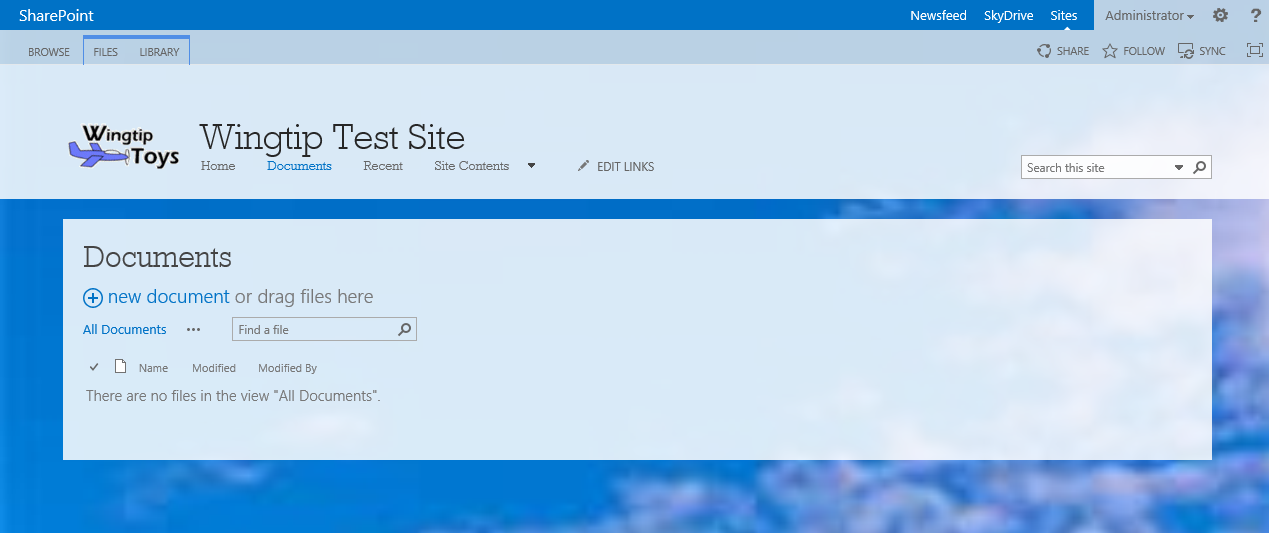 SharePoint Newsfeed SkyDrive Sites Administrator ?
BROWSE FILES LIBRARY SHARE FOLLOW SYNC
Wingtip Toys
Wingtip Test Site
Home Documents Recent Site Contents EDIT LINKS
Search this site
Documents
new document or drag files here
All Documents ••• Find a file
Name Modified Modified By
There are no files in the view "All Documents".